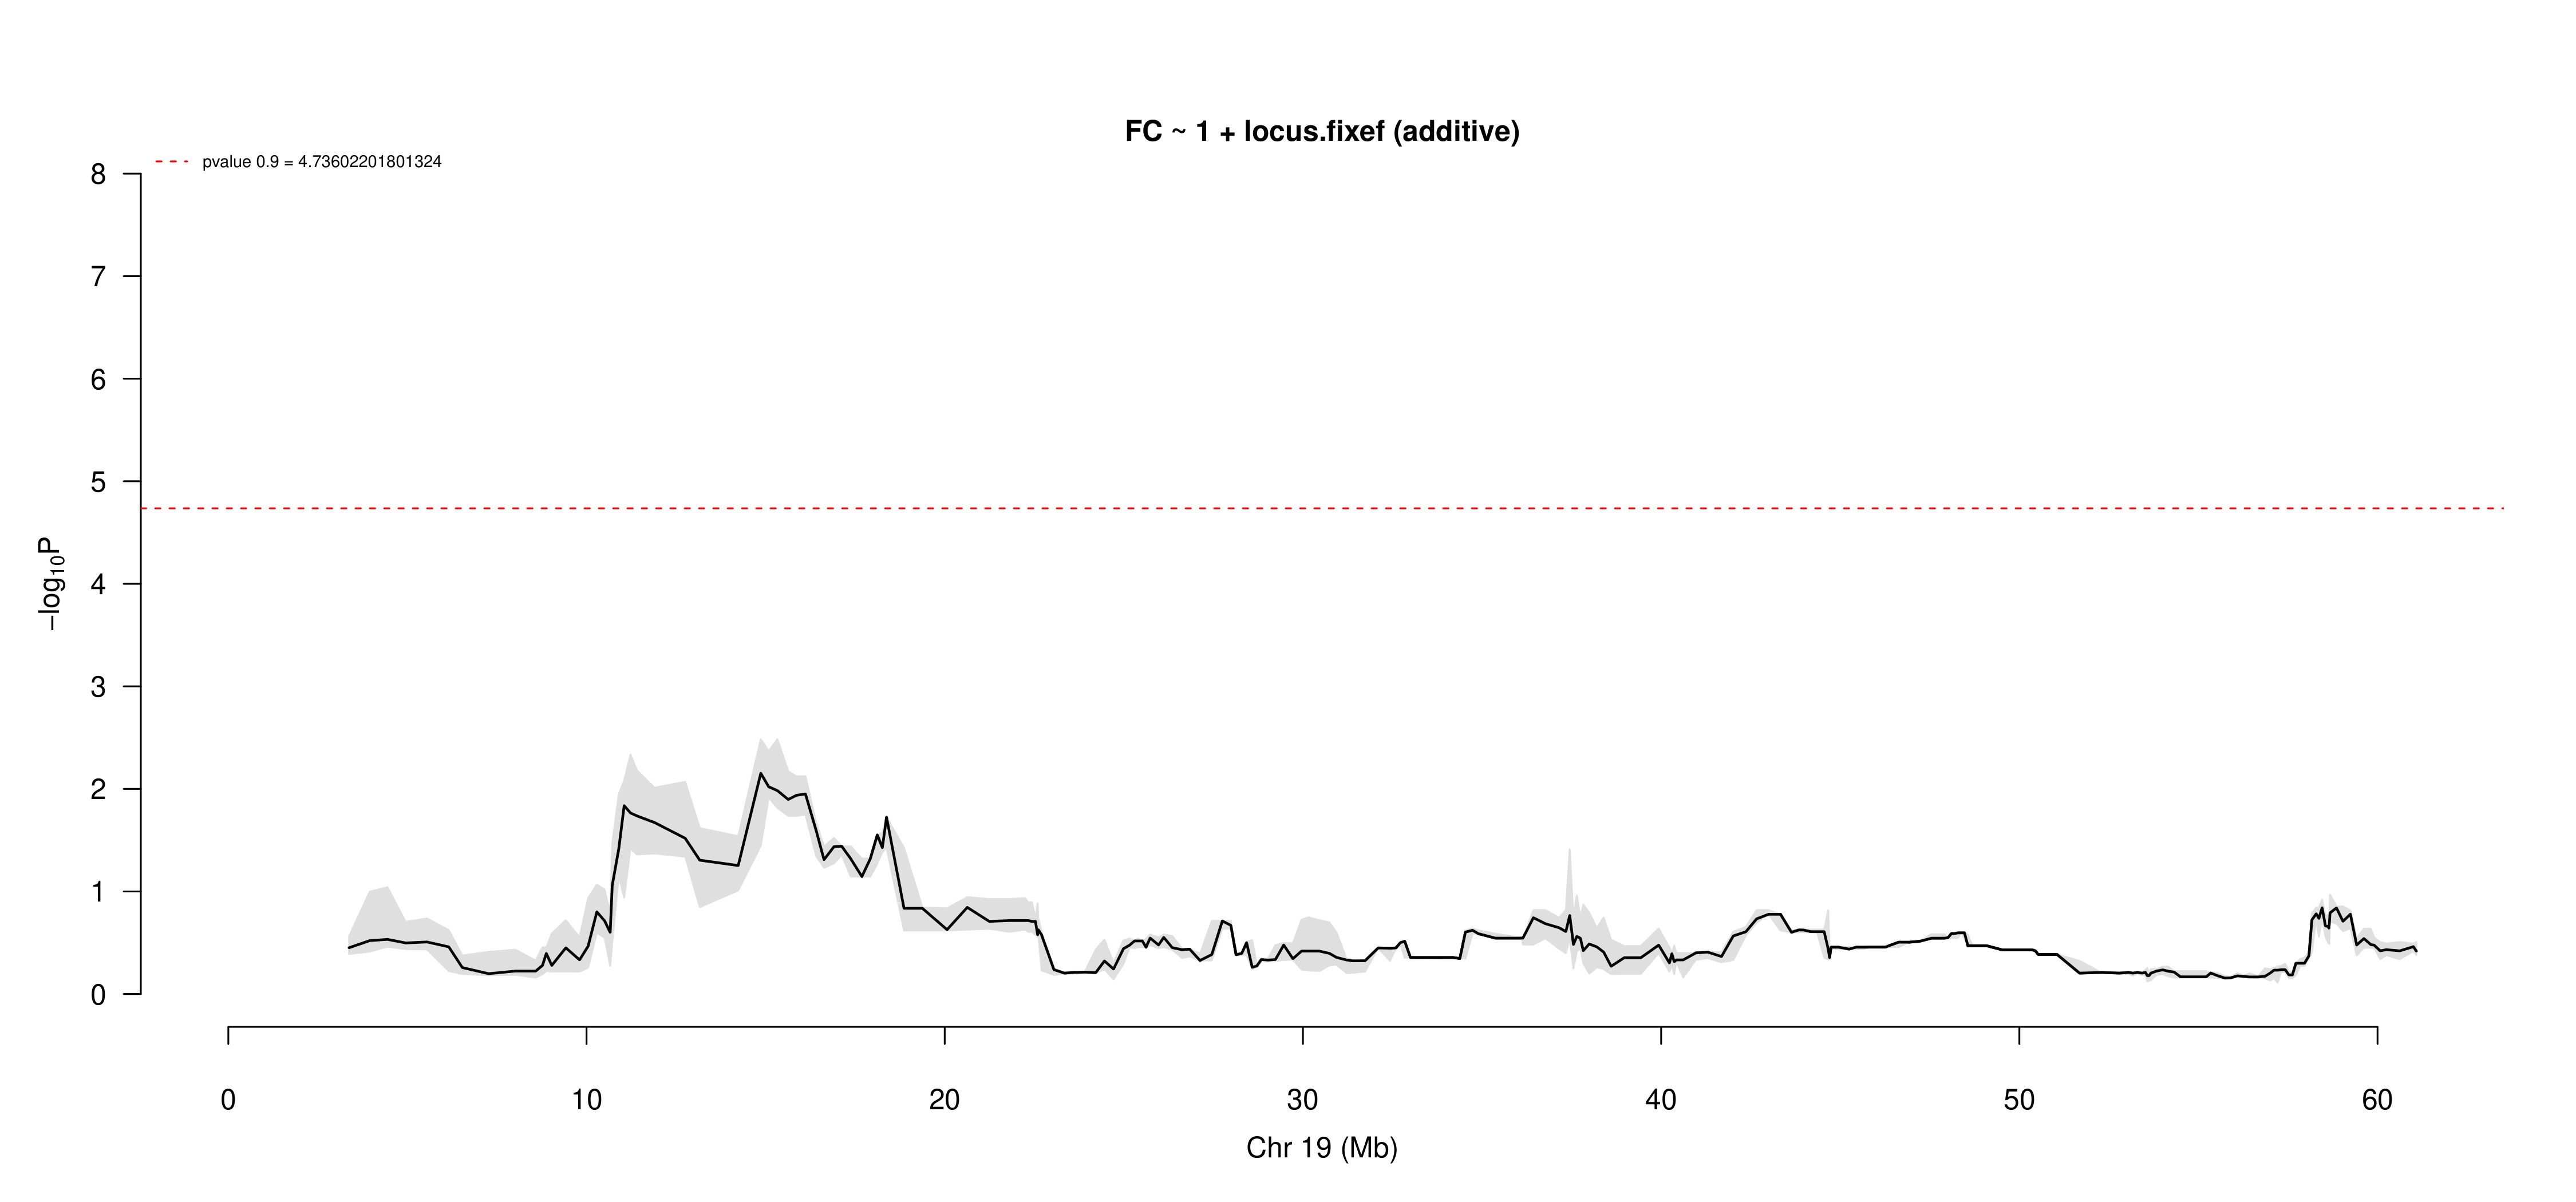 FC ~ 1 + locus.fixef (additive)
pvalue 0.9 = 4.73602201801324
8
7
6
5
4
3
2
1
0
−log10P
0 10 20 30 40 50 60
Chr 19 (Mb)